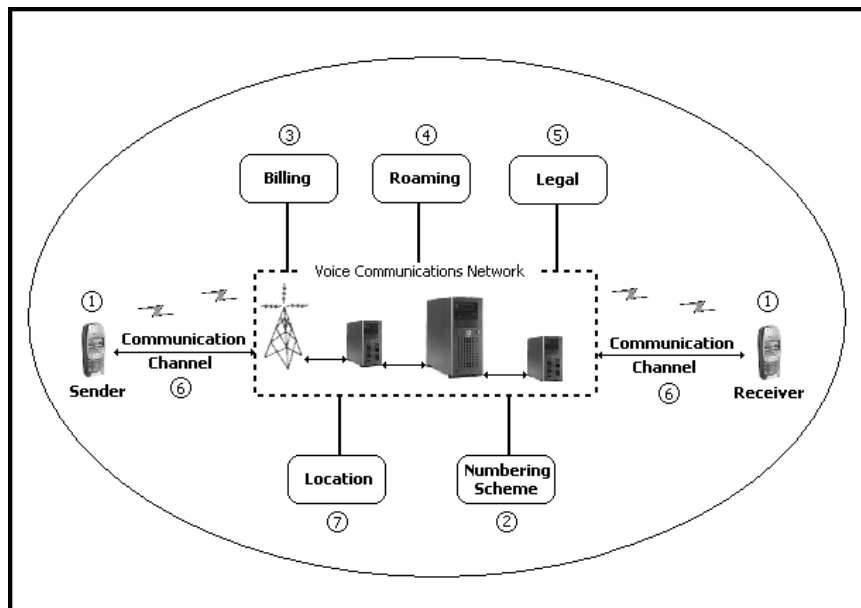 ③ ④ ⑤
Billing Roaming Legal
Voice Communications Network
① ①
Communication Communication
Channel Channel
⑥ ⑥
Sender Receiver
Location Numbering
Scheme
⑦ ②